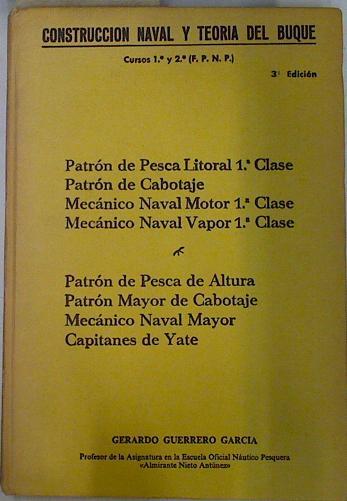 CONSTRUCCION NAVAL Y TEORIA DEL BUQUE
Cursos 1.º y 2.º (F. P. N. P.)
3ª Edición
Patrón de Pesca Litoral 1.ª Clase
Patrón de Cabotaje
Mecánico Naval Motor 1.ª Clase
Mecánico Naval Vapor 1.ª Clase
Patrón de Pesca de Altura
Patrón Mayor de Cabotaje
Mecánico Naval Mayor
Capitanes de Yate
GERARDO GUERRERO GARCIA
Profesor de la Asignatura en la Escuela Oficial Náutico Pesquera
«Almirante Nieto Antúnez»